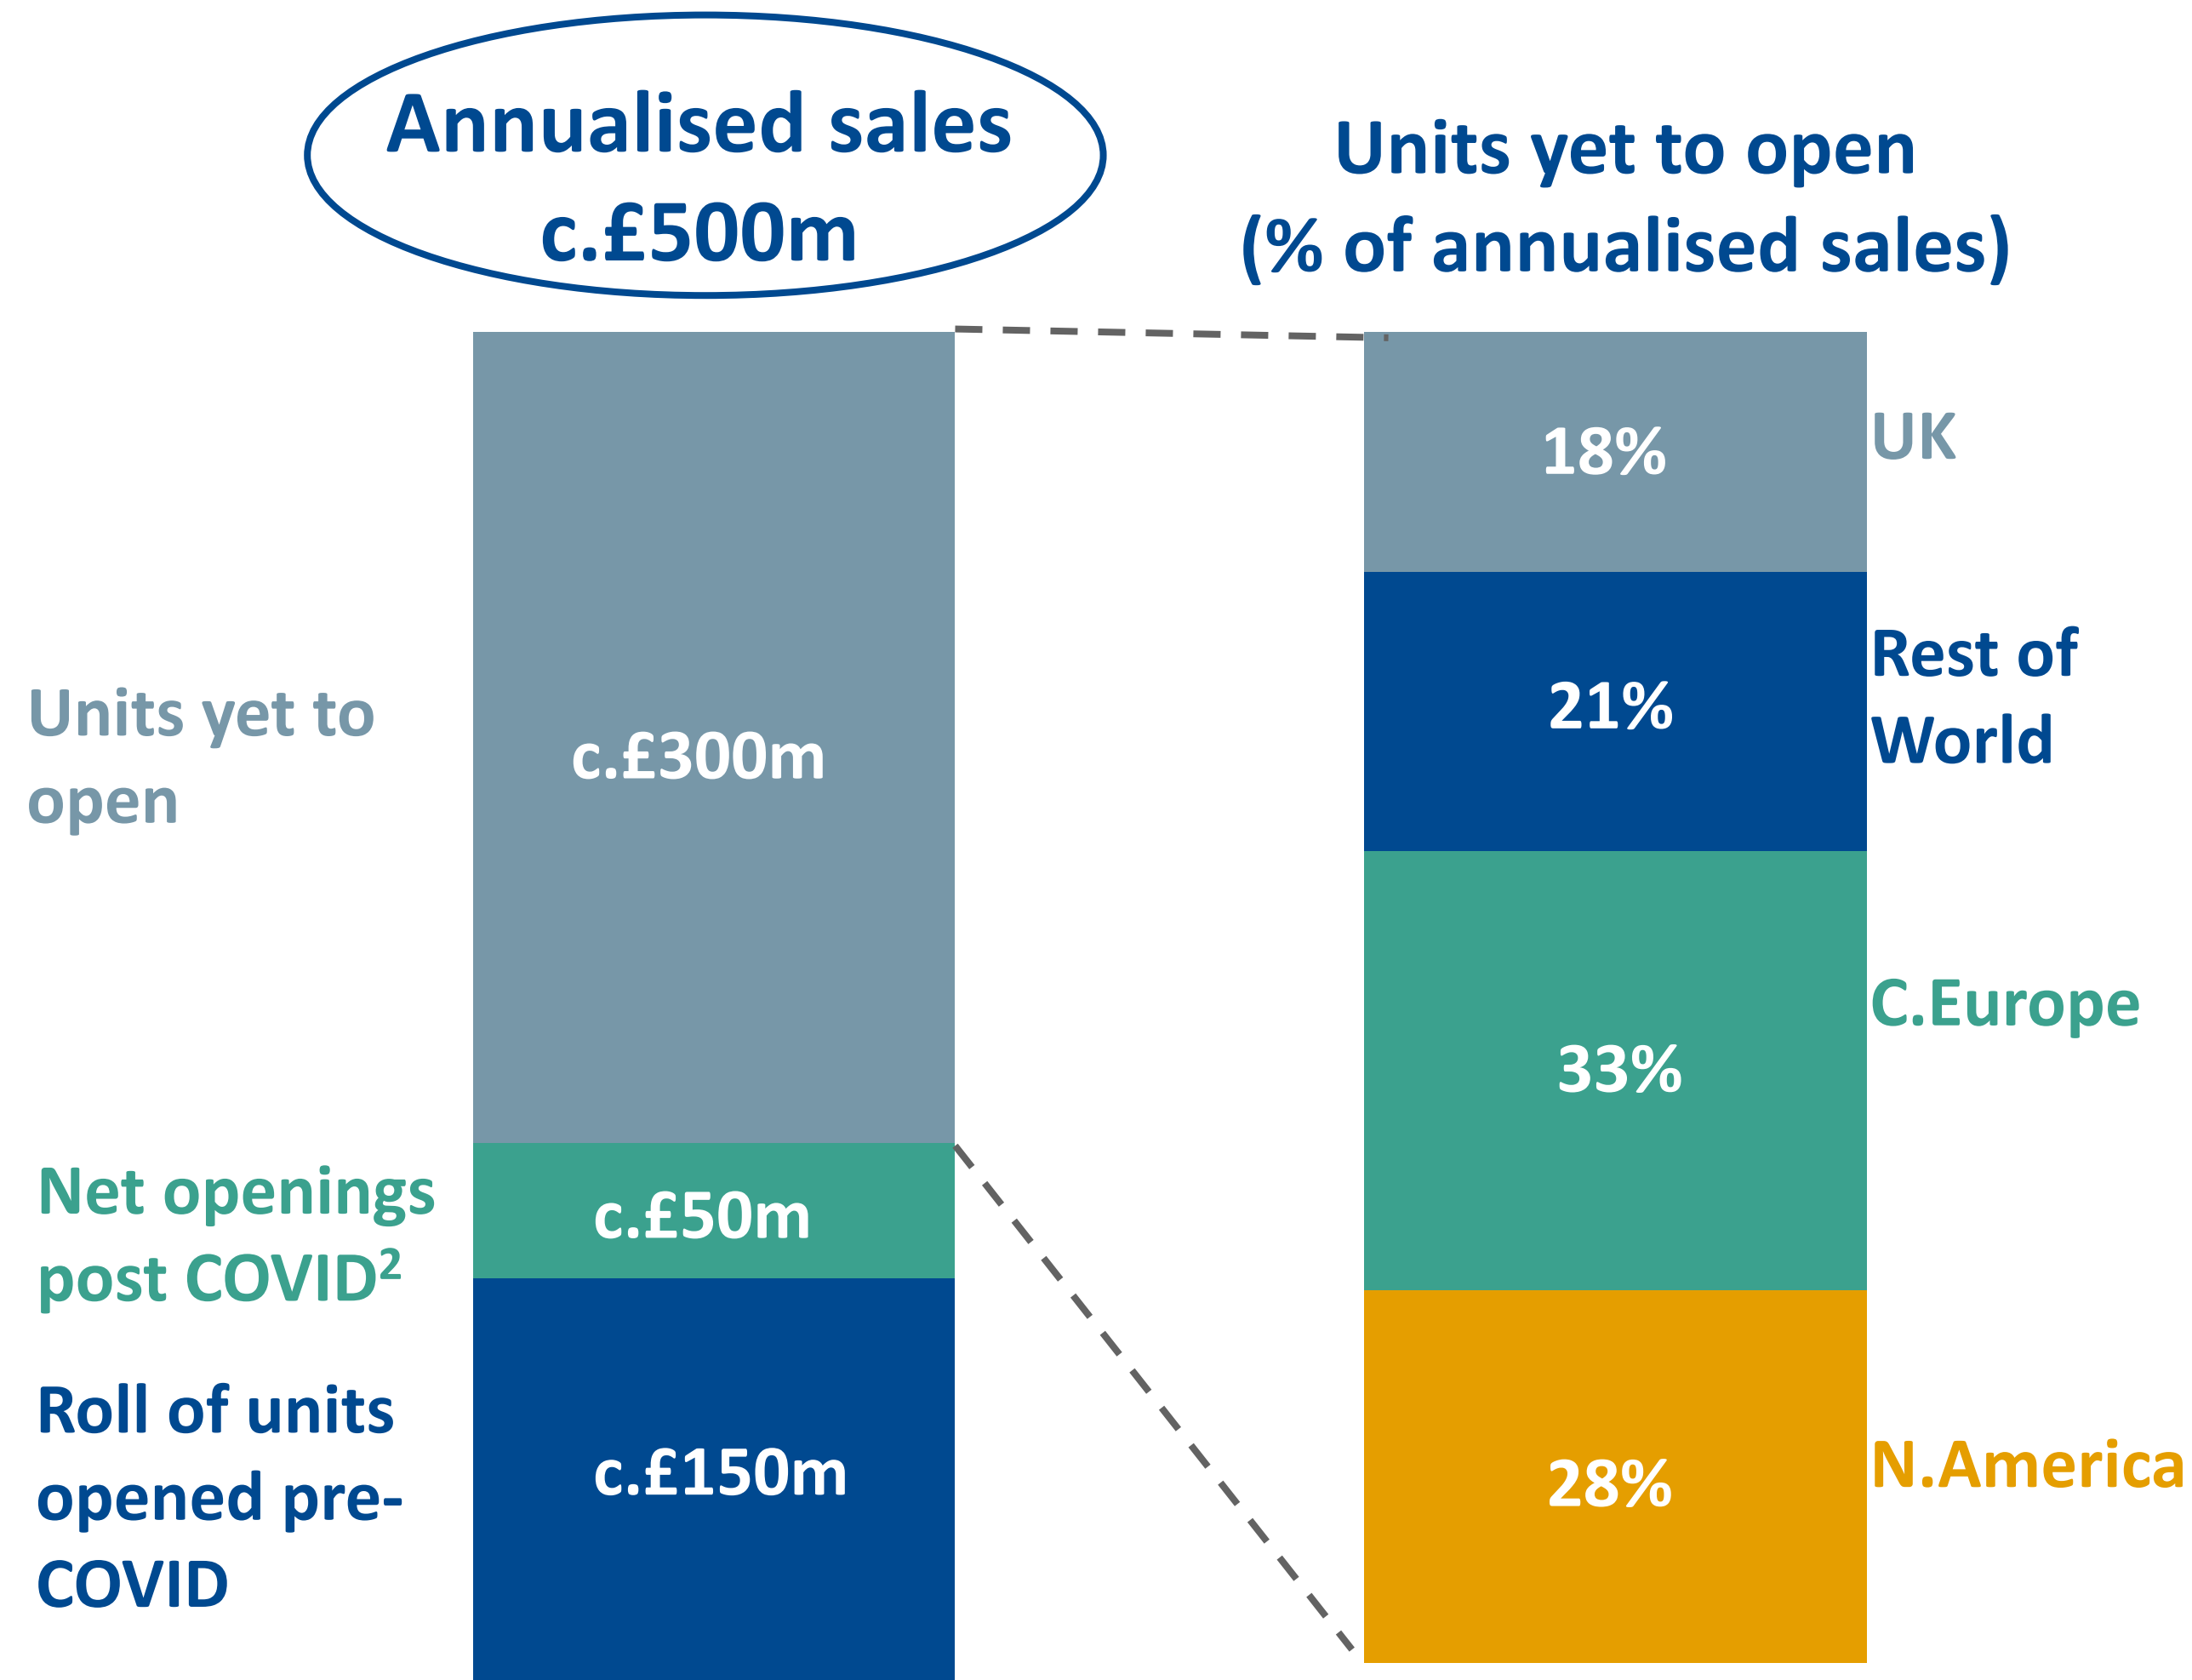 Annualised sales
c.£500m
Units yet to open
(% of annualised sales)
Units yet to
open
c.£300m
Net openings
post COVID²
c.£50m
Roll of units
opened pre-
COVID
c.£150m
18%
UK
21%
Rest of
World
33%
C.Europe
28%
N.America